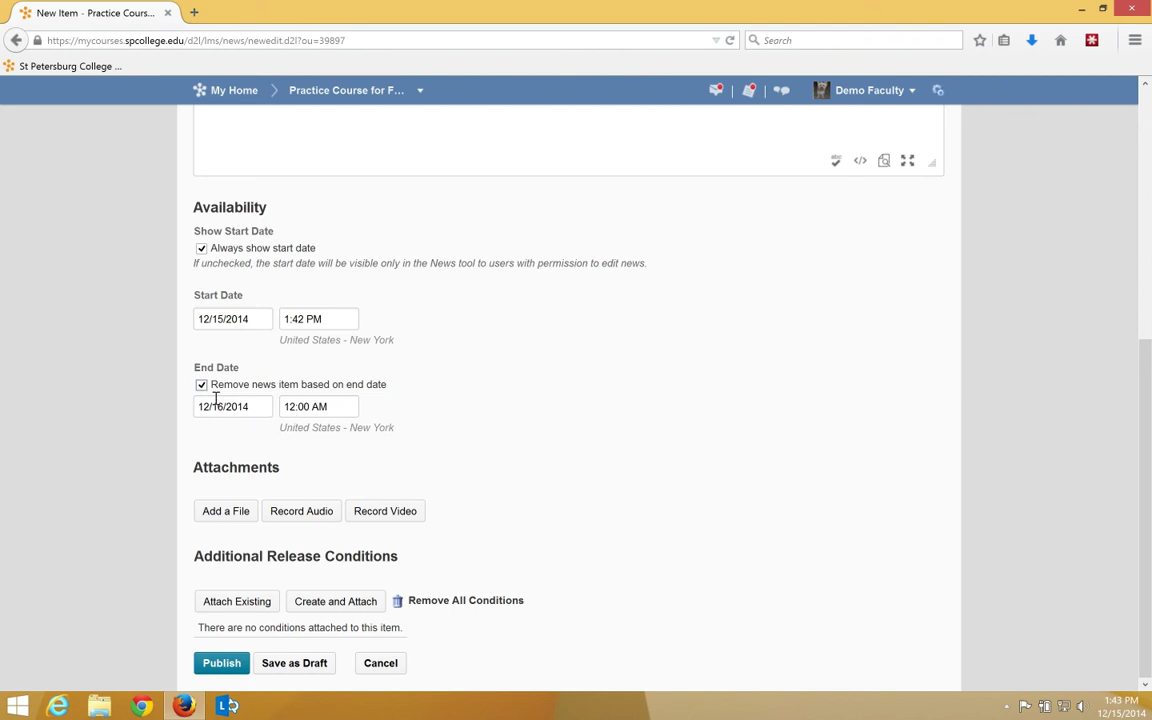 New Item - Practice Cours...
https://mycourses.spcollege.edu/d2l/lms/news/newedit.d2l?ou=39897
Search
St Petersburg College ...
My Home
Practice Course for F...
Demo Faculty
abc
Availability
Show Start Date
Always show start date
If unchecked, the start date will be visible only in the News tool to users with permission to edit news.
Start Date
12/15/2014 1:42 PM
United States - New York
End Date
Remove news item based on end date
12/16/2014 12:00 AM
United States - New York
Attachments
Add a File Record Audio Record Video
Additional Release Conditions
Attach Existing Create and Attach Remove All Conditions
There are no conditions attached to this item.
Publish Save as Draft Cancel
1:43 PM
12/15/2014